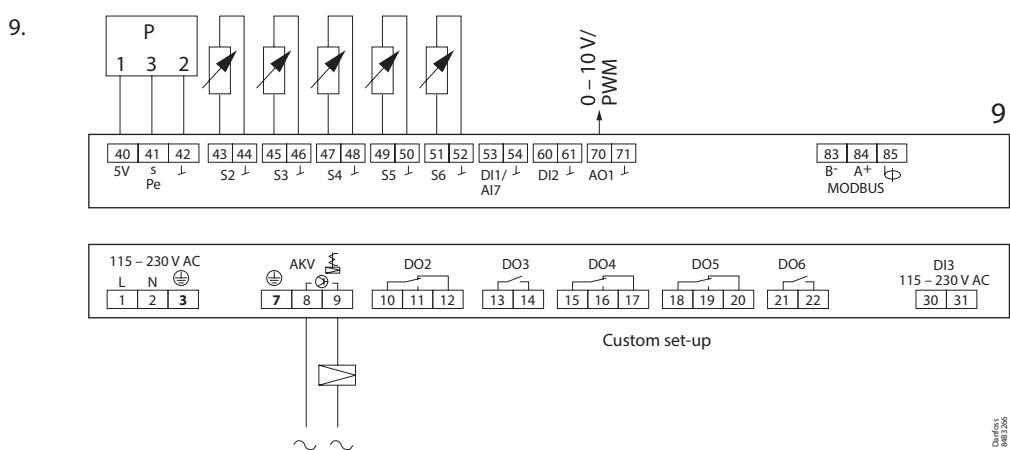 9.
P
1 3 2
0 – 10 V/
PWM
9
40 41 42 43 44 45 46 47 48 49 50 51 52 53 54 60 61 70 71 83 84 85
5V s S2 S3 S4 S5 S6 DI1/ DI2 AO1 B- A+
Pe AI7 MODBUS
115 – 230 V AC AKV DO2 DO3 DO4 DO5 DO6 DI3
L N 115 – 230 V AC
1 2 3 7 8 9 10 11 12 13 14 15 16 17 18 19 20 21 22 30 31
Custom set-up
Danfoss
84B3266